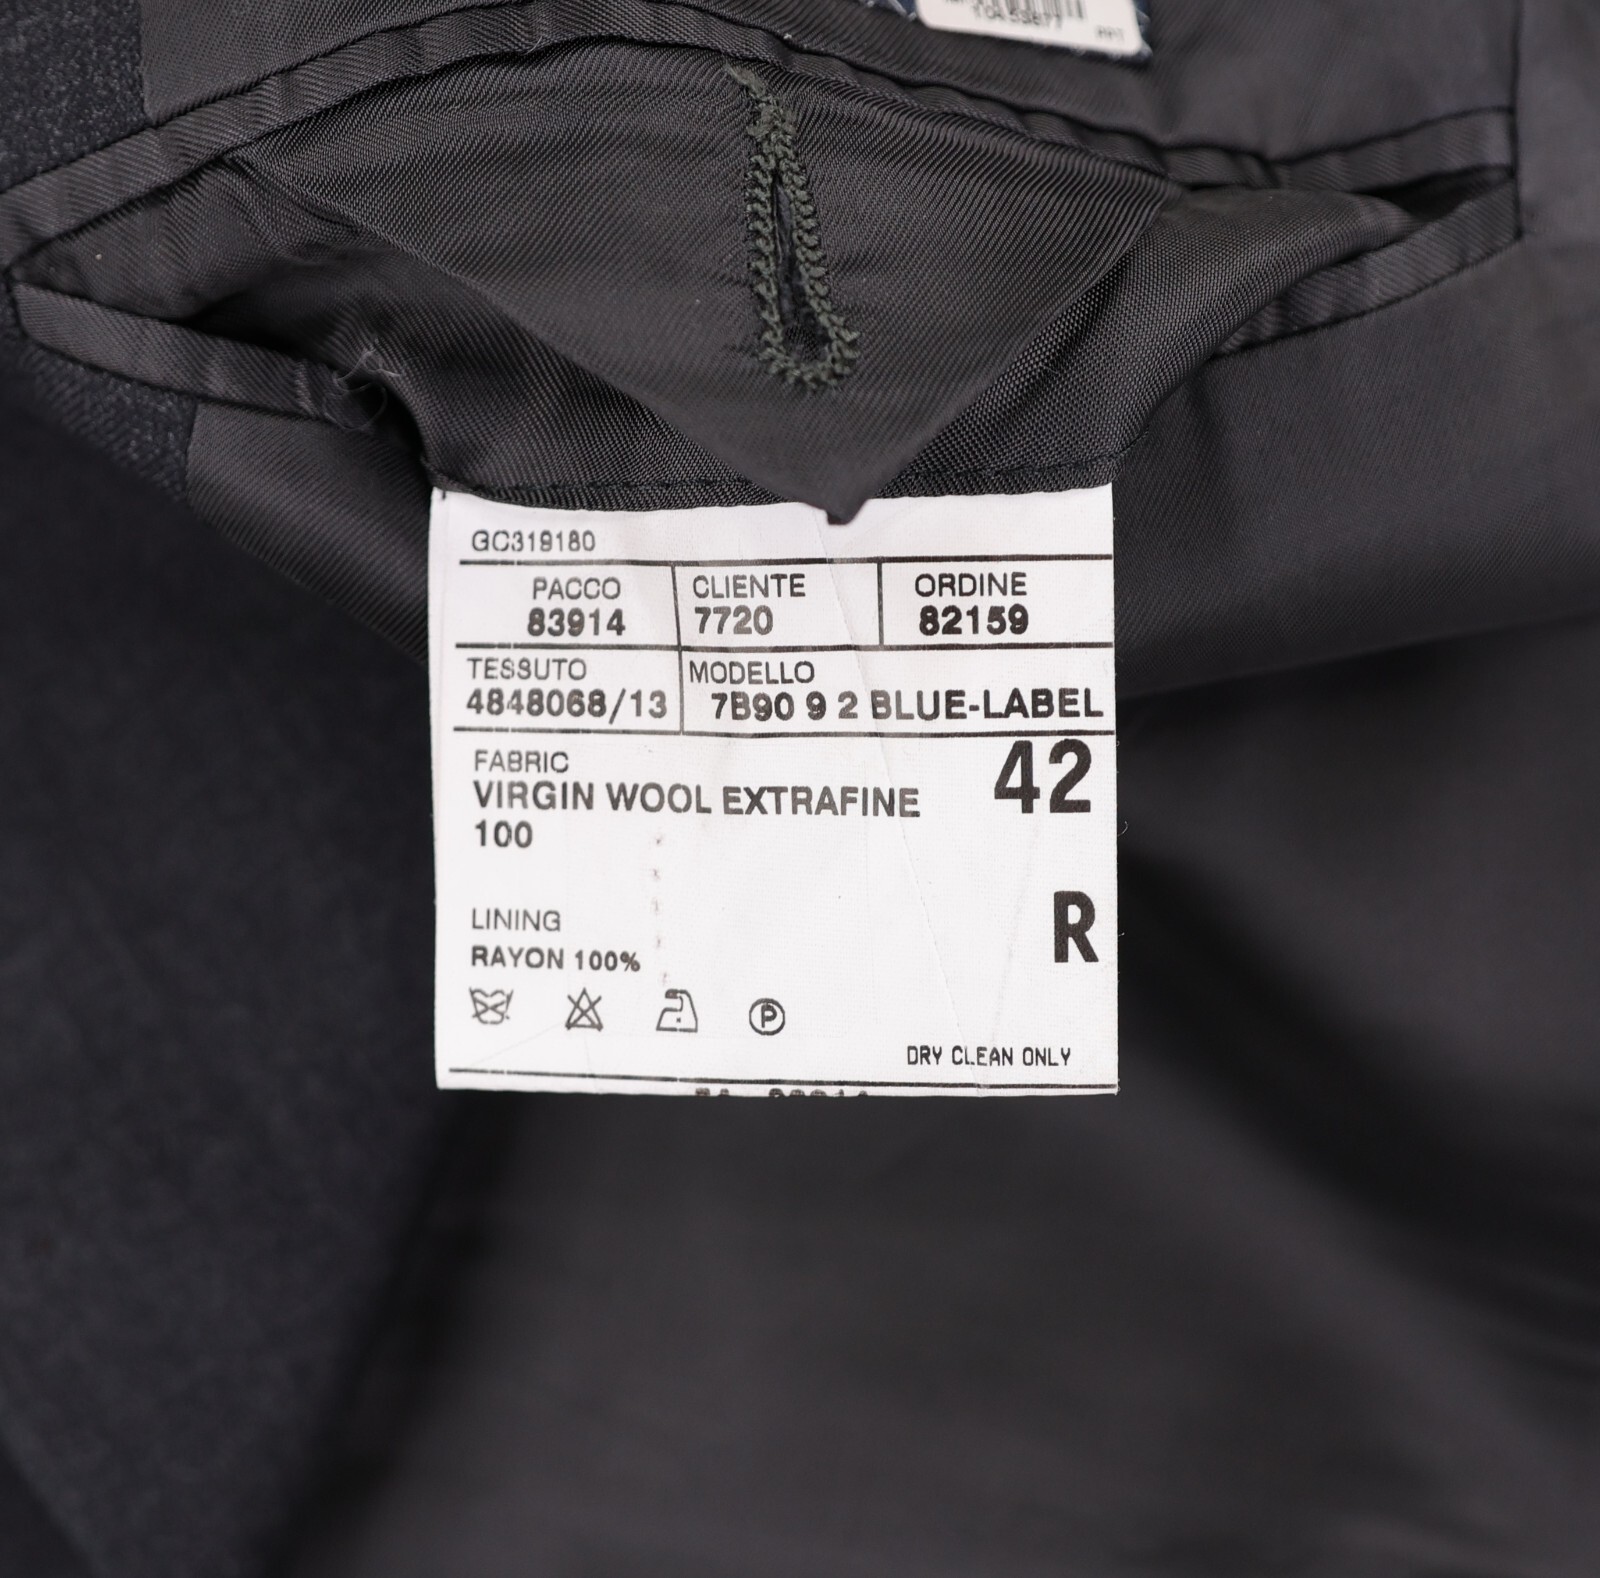 GC319180
PACCO CLIENTE ORDINE
83914 7720 82159
TESSUTO MODELLO
4848068/13 7B90 9 2 BLUE-LABEL
FABRIC 42
VIRGIN WOOL EXTRAFINE
100
R
LINING
RAYON 100%
P
DRY CLEAN ONLY